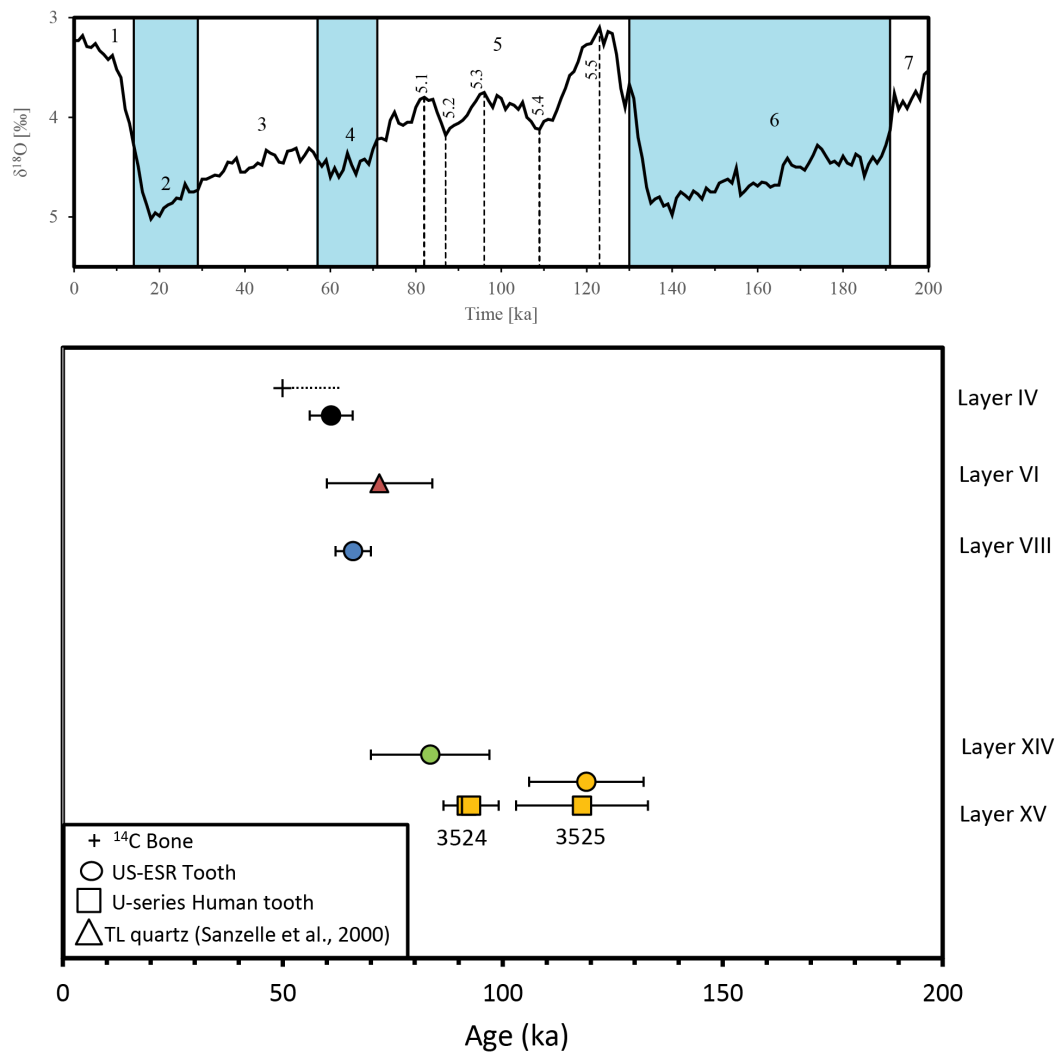 3
4
5
δ¹⁸O [‰]
1
2
3
4
5
5.1
5.2
5.3
5.4
5.5
6
7
0 20 40 60 80 100 120 140 160 180 200
Time [ka]
Layer IV
Layer VI
Layer VIII
Layer XIV
Layer XV
3524 3525
+ ¹⁴C Bone
US-ESR Tooth
U-series Human tooth
TL quartz (Sanzelle et al., 2000)
0 50 100 150 200
Age (ka)